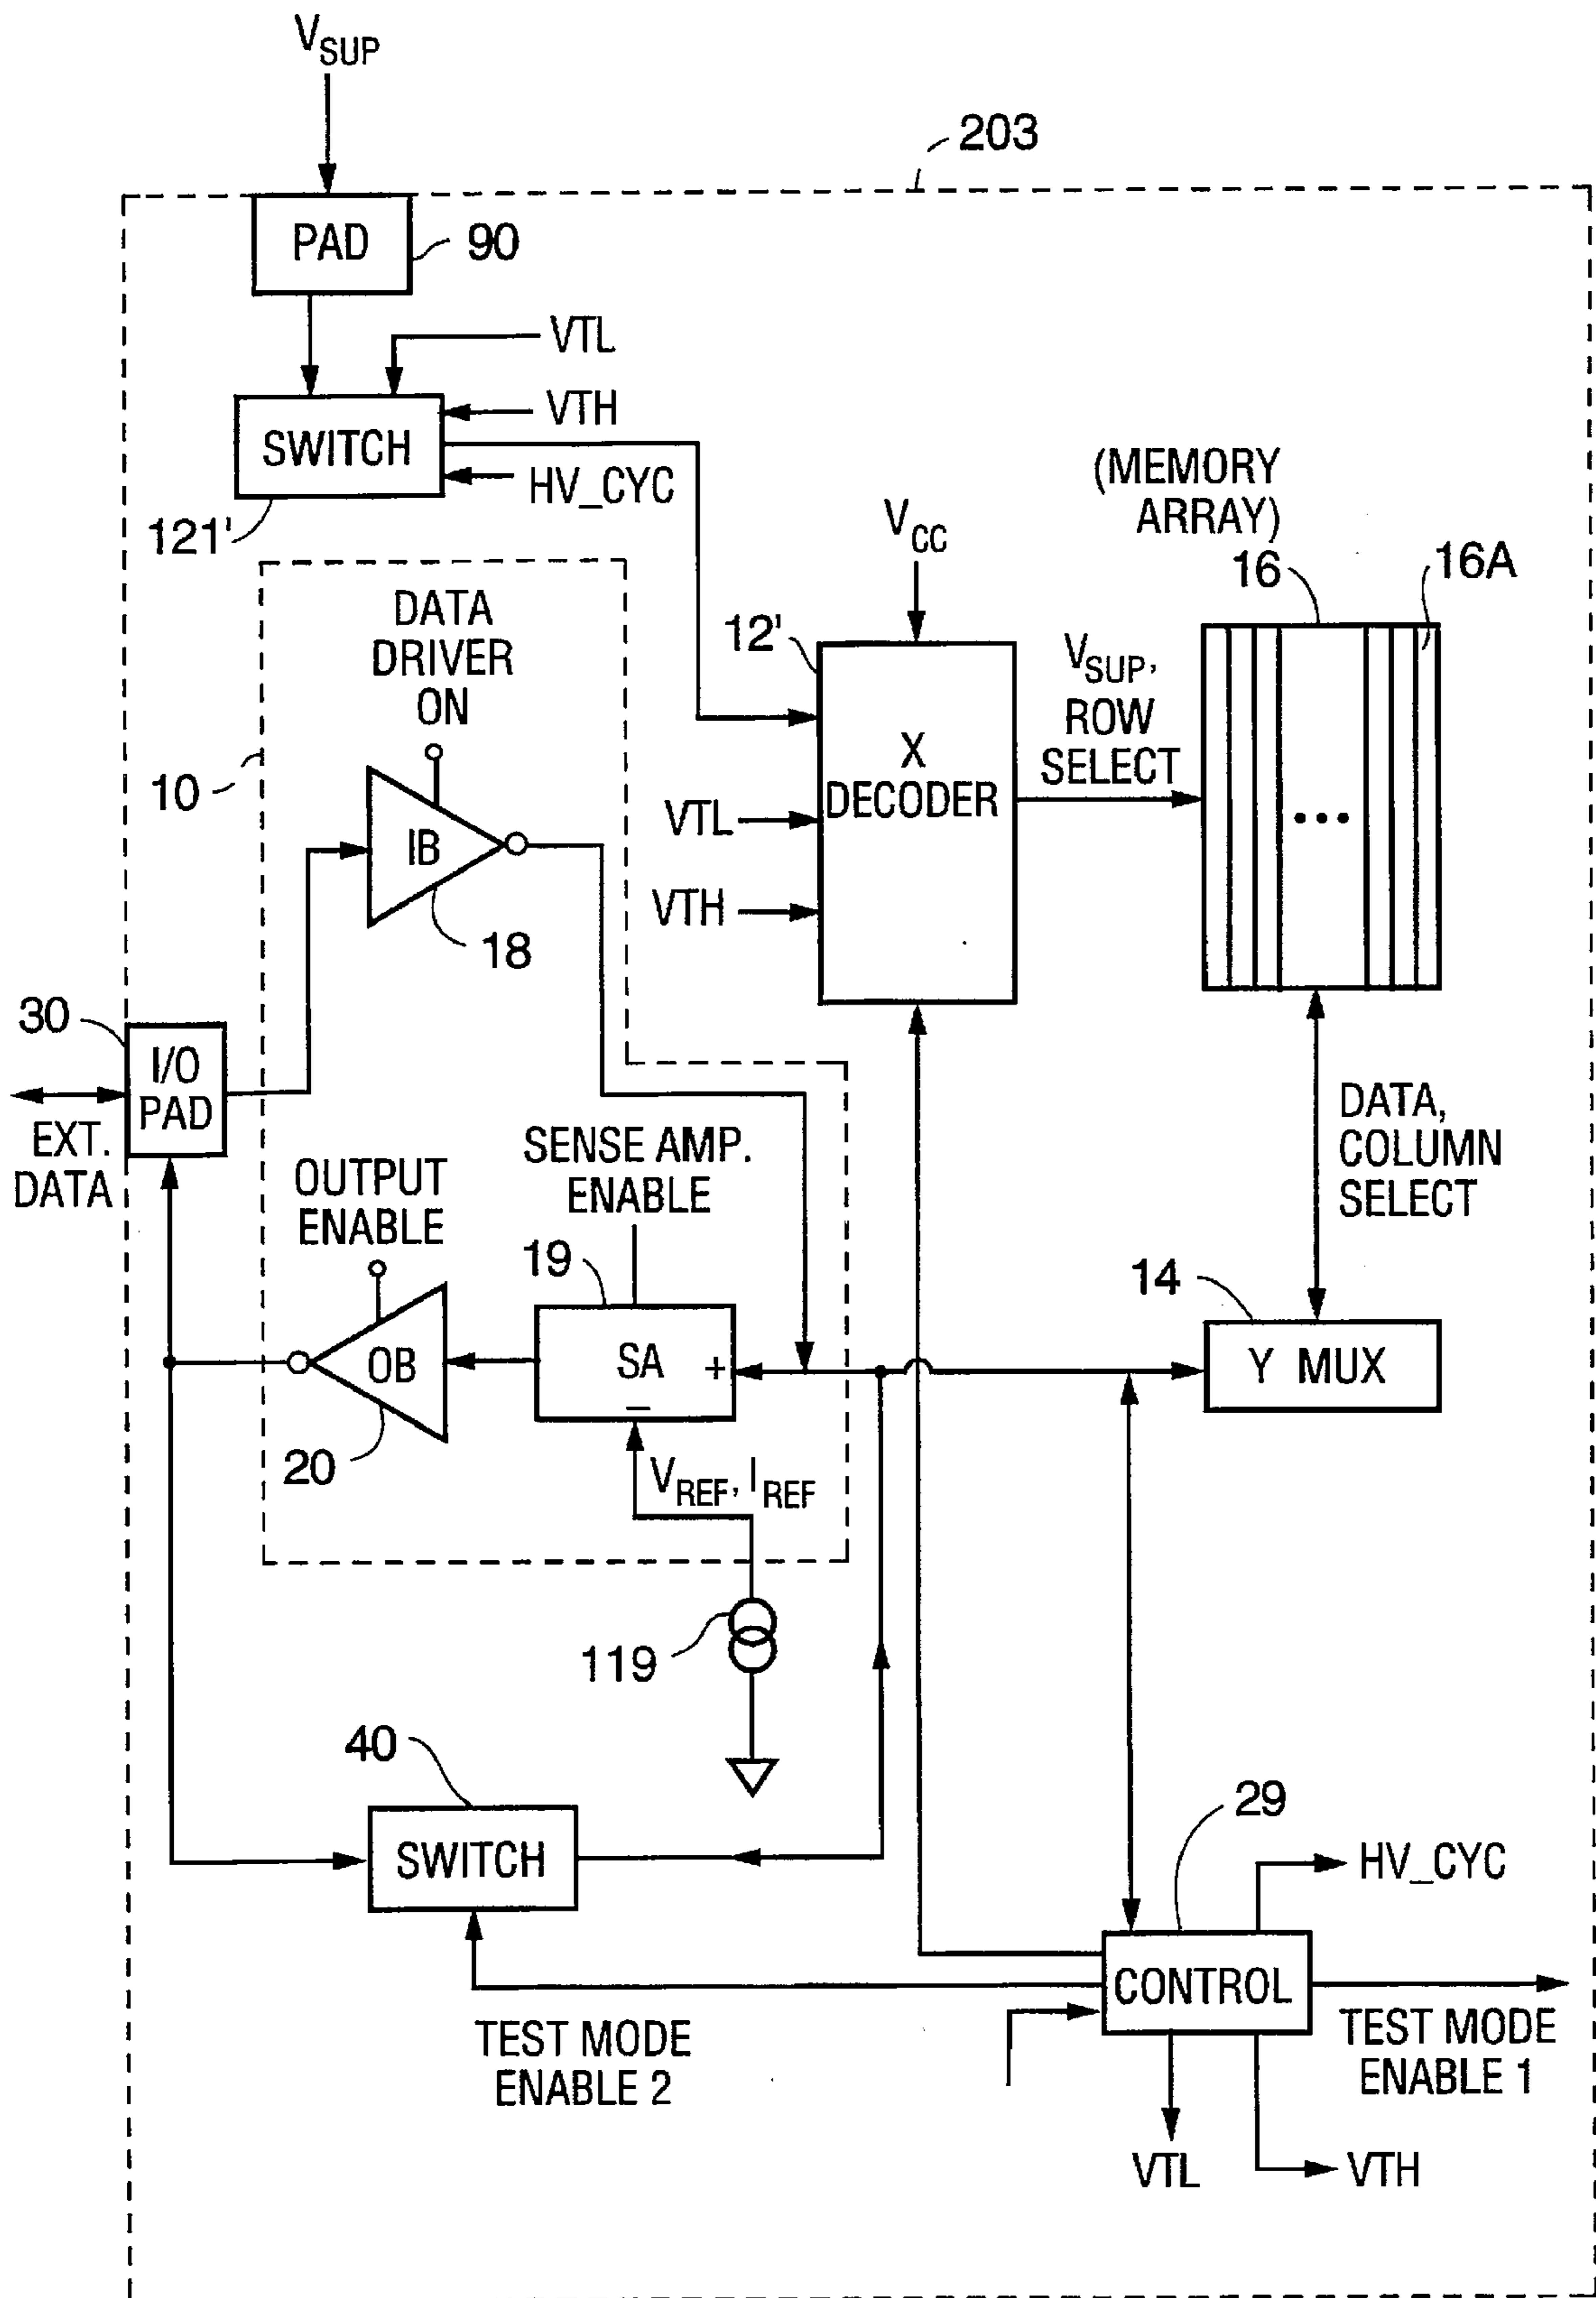 VSUP
203
PAD
90
VTL
VTH
SWITCH
HV_CYC
121'
(MEMORY
ARRAY)
VCC
16
16A
DATA
DRIVER
ON
12'
VSUP,
ROW
SELECT
X
DECODER
10
IB
VTL
...
VTH
18
30
I/O
PAD
EXT.
DATA
DATA,
COLUMN
SELECT
SENSE AMP.
ENABLE
OUTPUT
ENABLE
19
14
OB
SA
+
−
Y MUX
20
VREF, IREF
119
40
29
SWITCH
HV_CYC
CONTROL
TEST MODE
ENABLE 2
TEST MODE
ENABLE 1
VTL
VTH